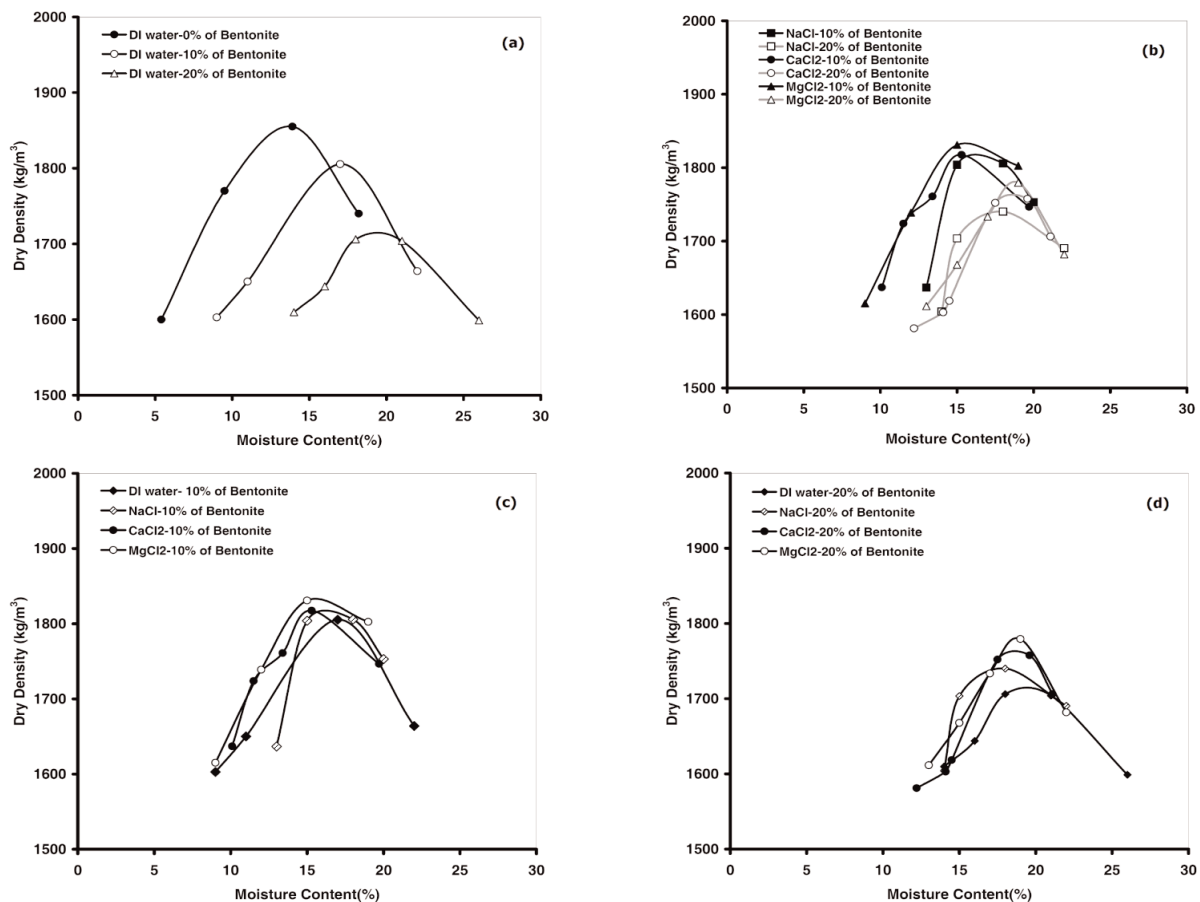 2000
1900
1800
1700
1600
1500
0 5 10 15 20 25 30
Dry Density (kg/m³)
Moisture Content(%)
DI water-0% of Bentonite
DI water-10% of Bentonite
DI water-20% of Bentonite
(a)
2000
1900
1800
1700
1600
1500
0 5 10 15 20 25 30
Dry Density (kg/m³)
Moisture Content(%)
NaCl-10% of Bentonite
NaCl-20% of Bentonite
CaCl2-10% of Bentonite
CaCl2-20% of Bentonite
MgCl2-10% of Bentonite
MgCl2-20% of Bentonite
(b)
2000
1900
1800
1700
1600
1500
0 5 10 15 20 25 30
Dry Density (kg/m³)
Moisture Content(%)
DI water- 10% of Bentonite
NaCl-10% of Bentonite
CaCl2-10% of Bentonite
MgCl2-10% of Bentonite
(c)
2000
1900
1800
1700
1600
1500
0 5 10 15 20 25 30
Dry Density (kg/m³)
Moisture Content(%)
DI water-20% of Bentonite
NaCl-20% of Bentonite
CaCl2-20% of Bentonite
MgCl2-20% of Bentonite
(d)